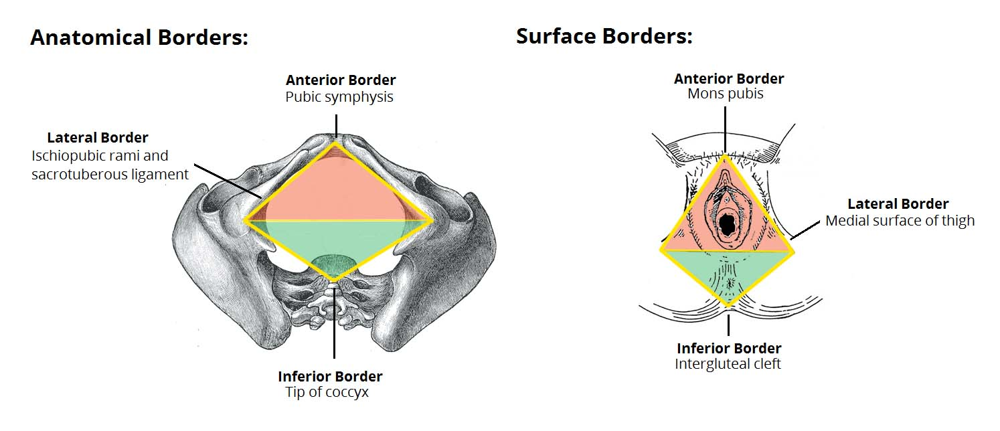 Anatomical Borders:
Anterior Border
Pubic symphysis
Lateral Border
Ischiopubic rami and
sacrotuberous ligament
Inferior Border
Tip of coccyx
Surface Borders:
Anterior Border
Mons pubis
Lateral Border
Medial surface of thigh
Inferior Border
Intergluteal cleft